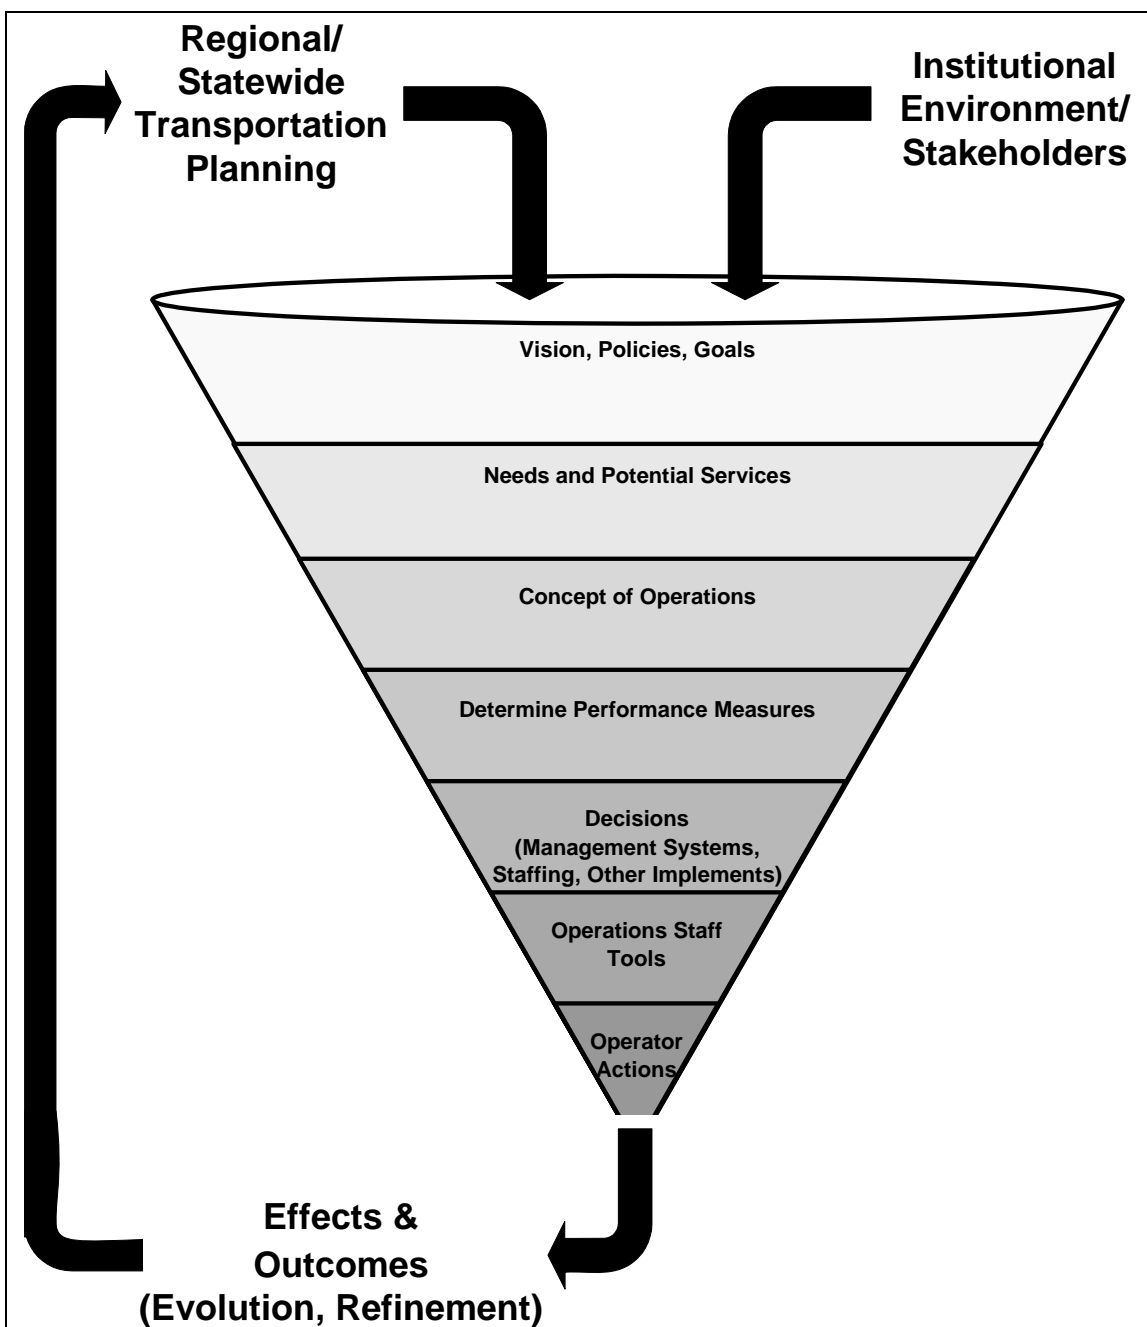 Regional/
Statewide
Transportation
Planning
Institutional
Environment/
Stakeholders
Vision, Policies, Goals
Needs and Potential Services
Concept of Operations
Determine Performance Measures
Decisions
(Management Systems,
Staffing, Other Implements)
Operations Staff
Tools
Operator
Actions
Effects &
Outcomes
(Evolution, Refinement)